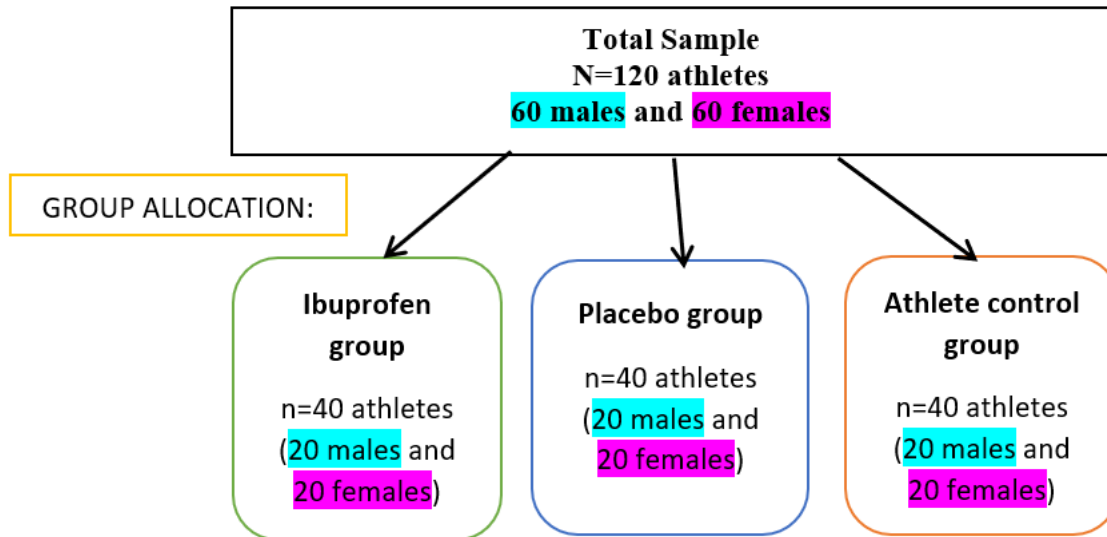 Total Sample
N=120 athletes
60 males and 60 females
GROUP ALLOCATION:
Ibuprofen
group
n=40 athletes
(20 males and
20 females)
Placebo group
n=40 athletes
(20 males and
20 females)
Athlete control
group
n=40 athletes
(20 males and
20 females)